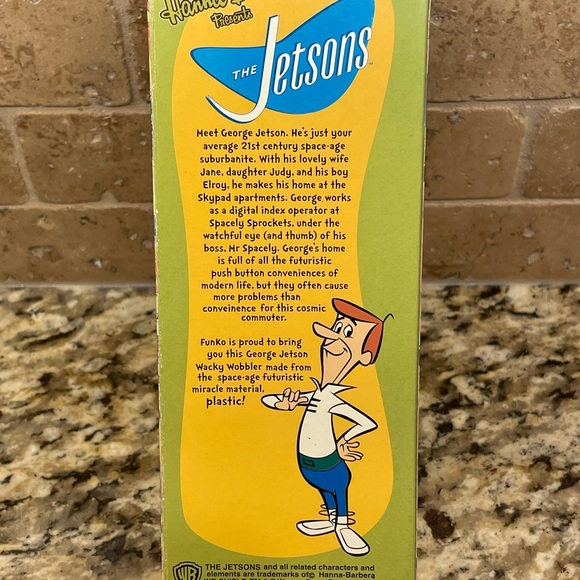 Hanna
Presents
THE Jetsons™
Meet George Jetson. He's just your
average 21st century space-age
suburbanite. With his lovely wife
Jane, daughter Judy, and his boy
Elroy, he makes his home at the
Skypad apartments. George works
as a digital index operator at
Spacely Sprockets, under the
watchful eye (and thumb) of his
boss, Mr Spacely. George's home
is full of all the futuristic
push button conveniences of
modern life, but they often cause
more problems than
conveinence for this cosmic
commuter.
Funko is proud to bring
you this George Jetson
Wacky Wobbler made from
the space-age futuristic
miracle material,
plastic!
WB
THE JETSONS and all related characters and
elements are trademarks of© Hanna-Barbera